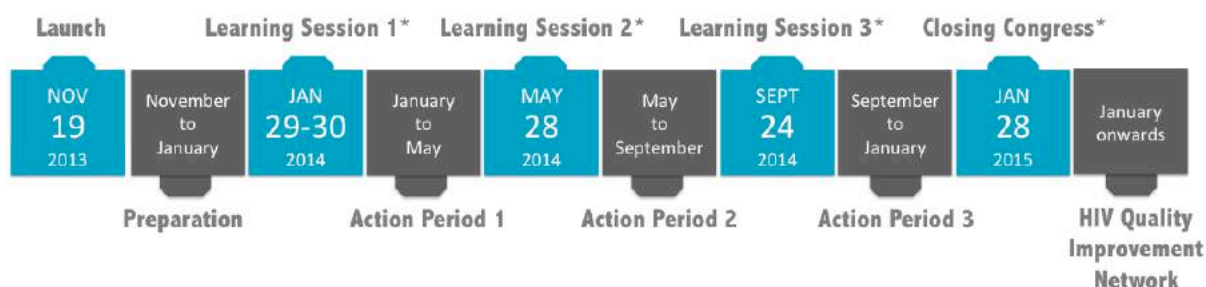 Launch
Learning Session 1*
Learning Session 2*
Learning Session 3*
Closing Congress*
NOV
19
2013
November
to
January
JAN
29-30
2014
January
to
May
MAY
28
2014
May
to
September
SEPT
24
2014
September
to
January
JAN
28
2015
January
onwards
Preparation
Action Period 1
Action Period 2
Action Period 3
HIV Quality
Improvement
Network